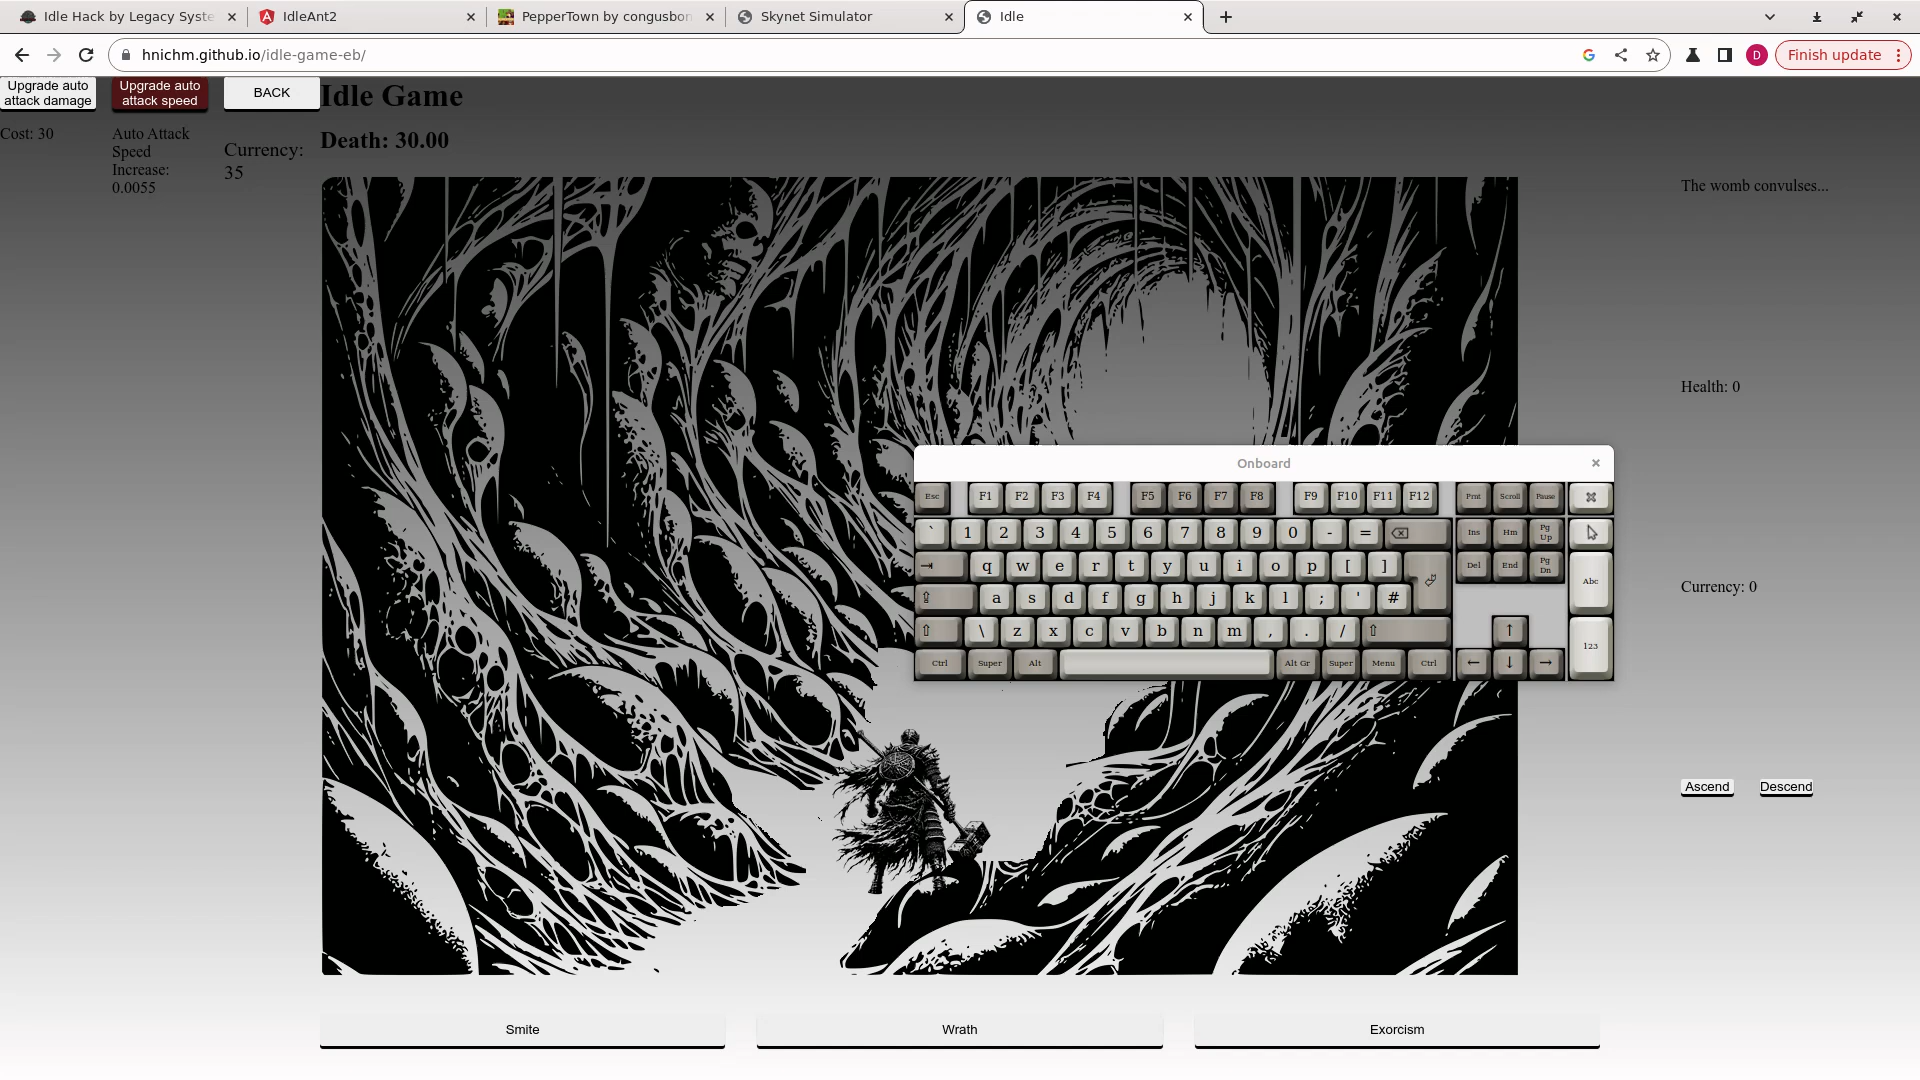 Idle Hack by Legacy Syste
IdleAnt2
PepperTown by congusbon
Skynet Simulator
Idle
hnichm.github.io/idle-game-eb/
D
Finish update
Upgrade auto
attack damage
Upgrade auto
attack speed
BACK
Idle Game
Cost: 30
Auto Attack
Speed
Increase:
0.0055
Currency:
35
Death: 30.00
The womb convulses...
Health: 0
Currency: 0
Ascend
Descend
Onboard
Esc F1 F2 F3 F4 F5 F6 F7 F8 F9 F10 F11 F12 Prnt Scroll Pause
` 1 2 3 4 5 6 7 8 9 0 - = Ins Hm Pg Up
q w e r t y u i o p [ ] Del End Pg Dn Abc
a s d f g h j k l ; ' #
\ z x c v b n m , . / 123
Ctrl Super Alt Alt Gr Super Menu Ctrl
Smite
Wrath
Exorcism